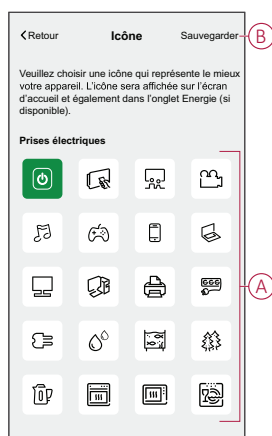 Retour Icône Sauvegarder B
Veuillez choisir une icône qui représente le mieux
votre appareil. L'icône sera affichée sur l'écran
d'accueil et également dans l'onglet Energie (si
disponible).
Prises électriques
A